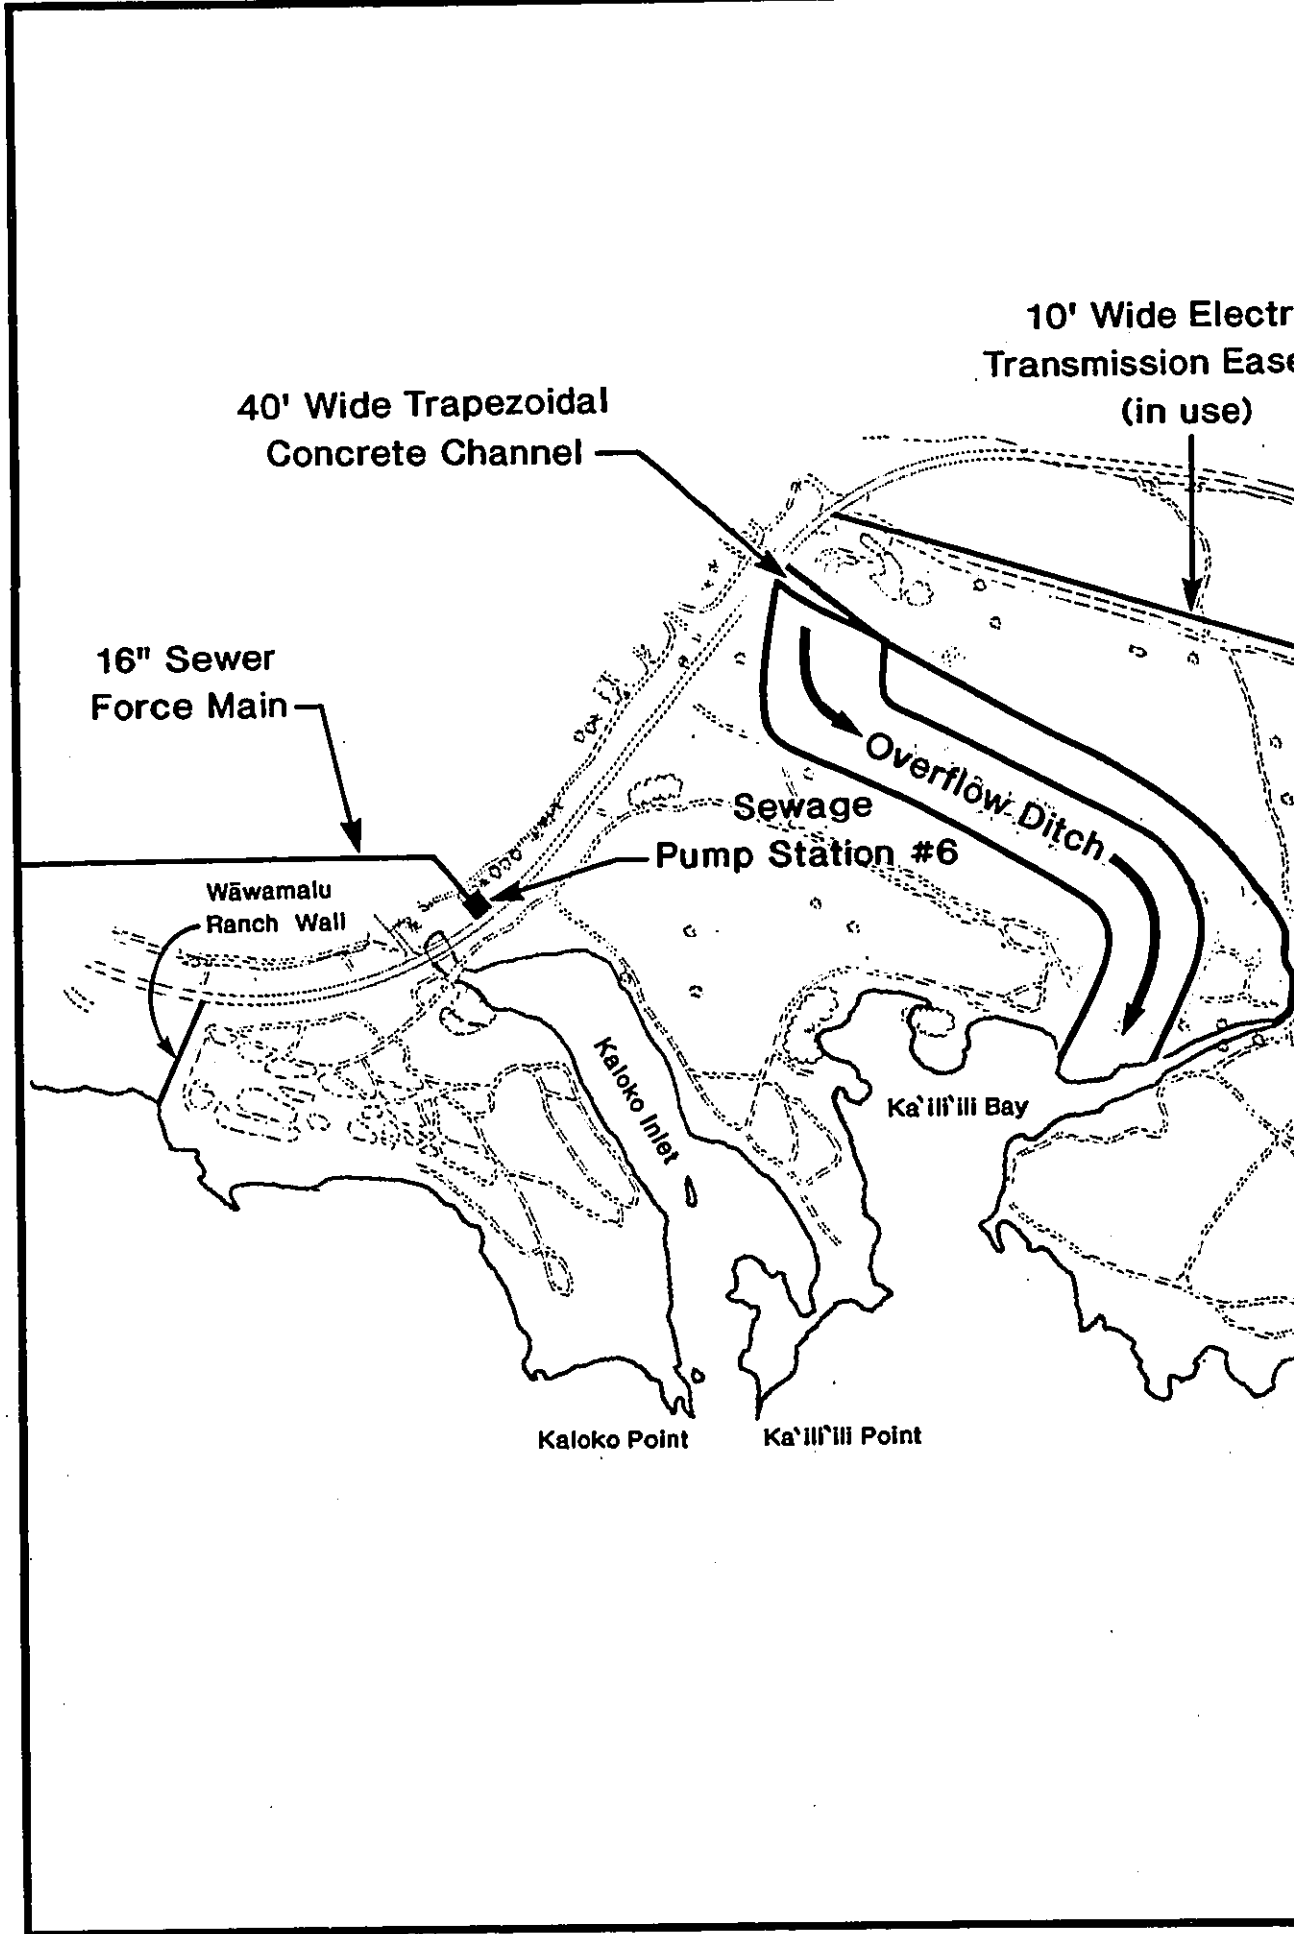 10' Wide Electr
Transmission Ease
(in use)
40' Wide Trapezoidal
Concrete Channel
16" Sewer
Force Main
Overflow Ditch
Sewage
Pump Station #6
Wāwamalu
Ranch Wall
Kaloko Inlet
Ka`ili`ili Bay
Kaloko Point
Ka`ili`ili Point